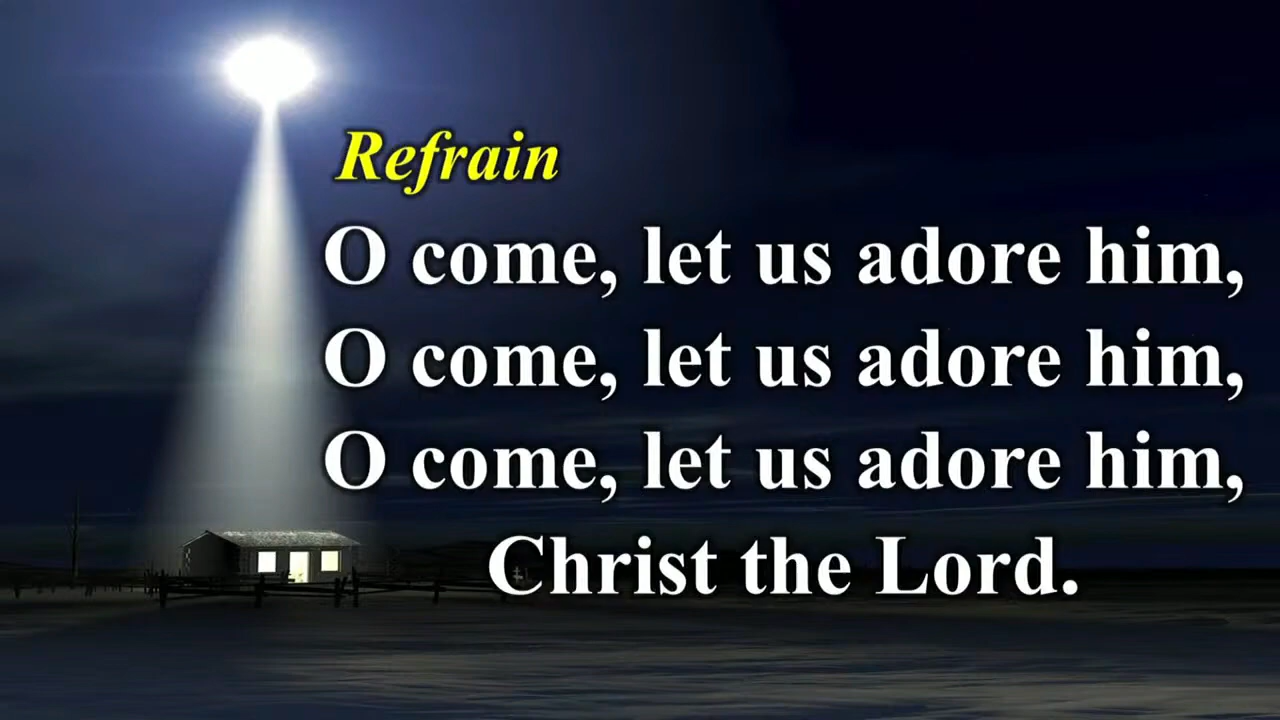 Refrain
O come, let us adore him,
O come, let us adore him,
O come, let us adore him,
Christ the Lord.